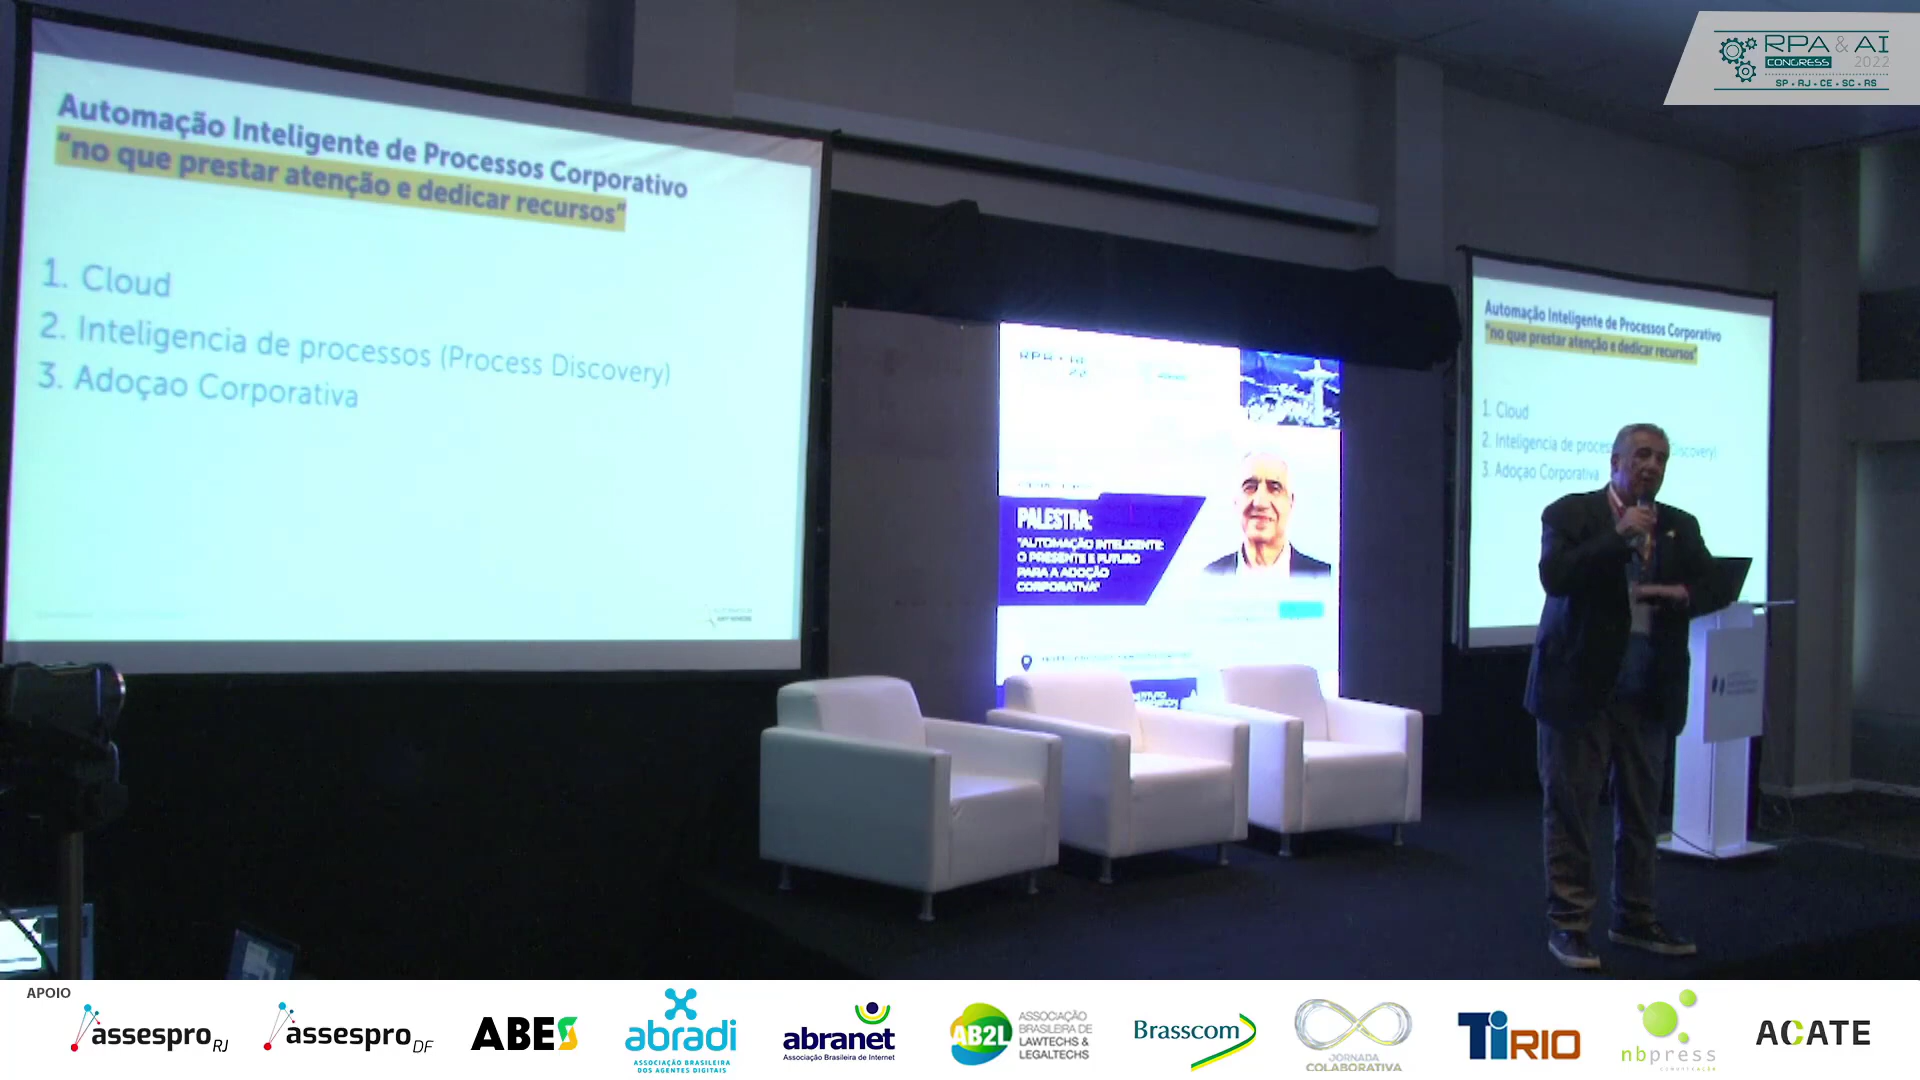 RPA & AI
CONGRESS 2022
SP • RJ • CE • SC • RS
Automação Inteligente de Processos Corporativo
“no que prestar atenção e dedicar recursos”
1. Cloud
2. Inteligencia de processos (Process Discovery)
3. Adoçao Corporativa
PALESTRA:
"AUTOMAÇÃO INTELIGENTE:
O PRESENTE E FUTURO
PARA A ADOÇÃO
CORPORATIVA"
Automação Inteligente de Processos Corporativo
“no que prestar atenção e dedicar recursos”
1. Cloud
2. Inteligencia de proces Discovery)
3. Adoçao Corporativa
APOIO
assespro RJ
assespro DF
ABES
abradi
ASSOCIAÇÃO BRASILEIRA
DOS AGENTES DIGITAIS
abranet
Associação Brasileira de Internet
AB2L
ASSOCIAÇÃO
BRASILEIRA DE
LAWTECHS &
LEGALTECHS
Brasscom
JORNADA
COLABORATIVA
TI RIO
nbpress
ACATE